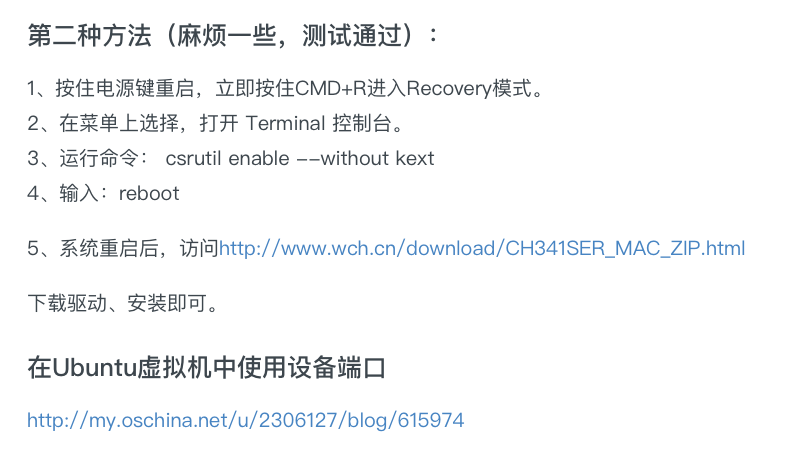 第二种方法（麻烦一些，测试通过）：
1、按住电源键重启，立即按住CMD+R进入Recovery模式。
2、在菜单上选择，打开 Terminal 控制台。
3、运行命令： csrutil enable --without kext
4、输入：reboot
5、系统重启后，访问http://www.wch.cn/download/CH341SER_MAC_ZIP.html
下载驱动、安装即可。
在Ubuntu虚拟机中使用设备端口
http://my.oschina.net/u/2306127/blog/615974